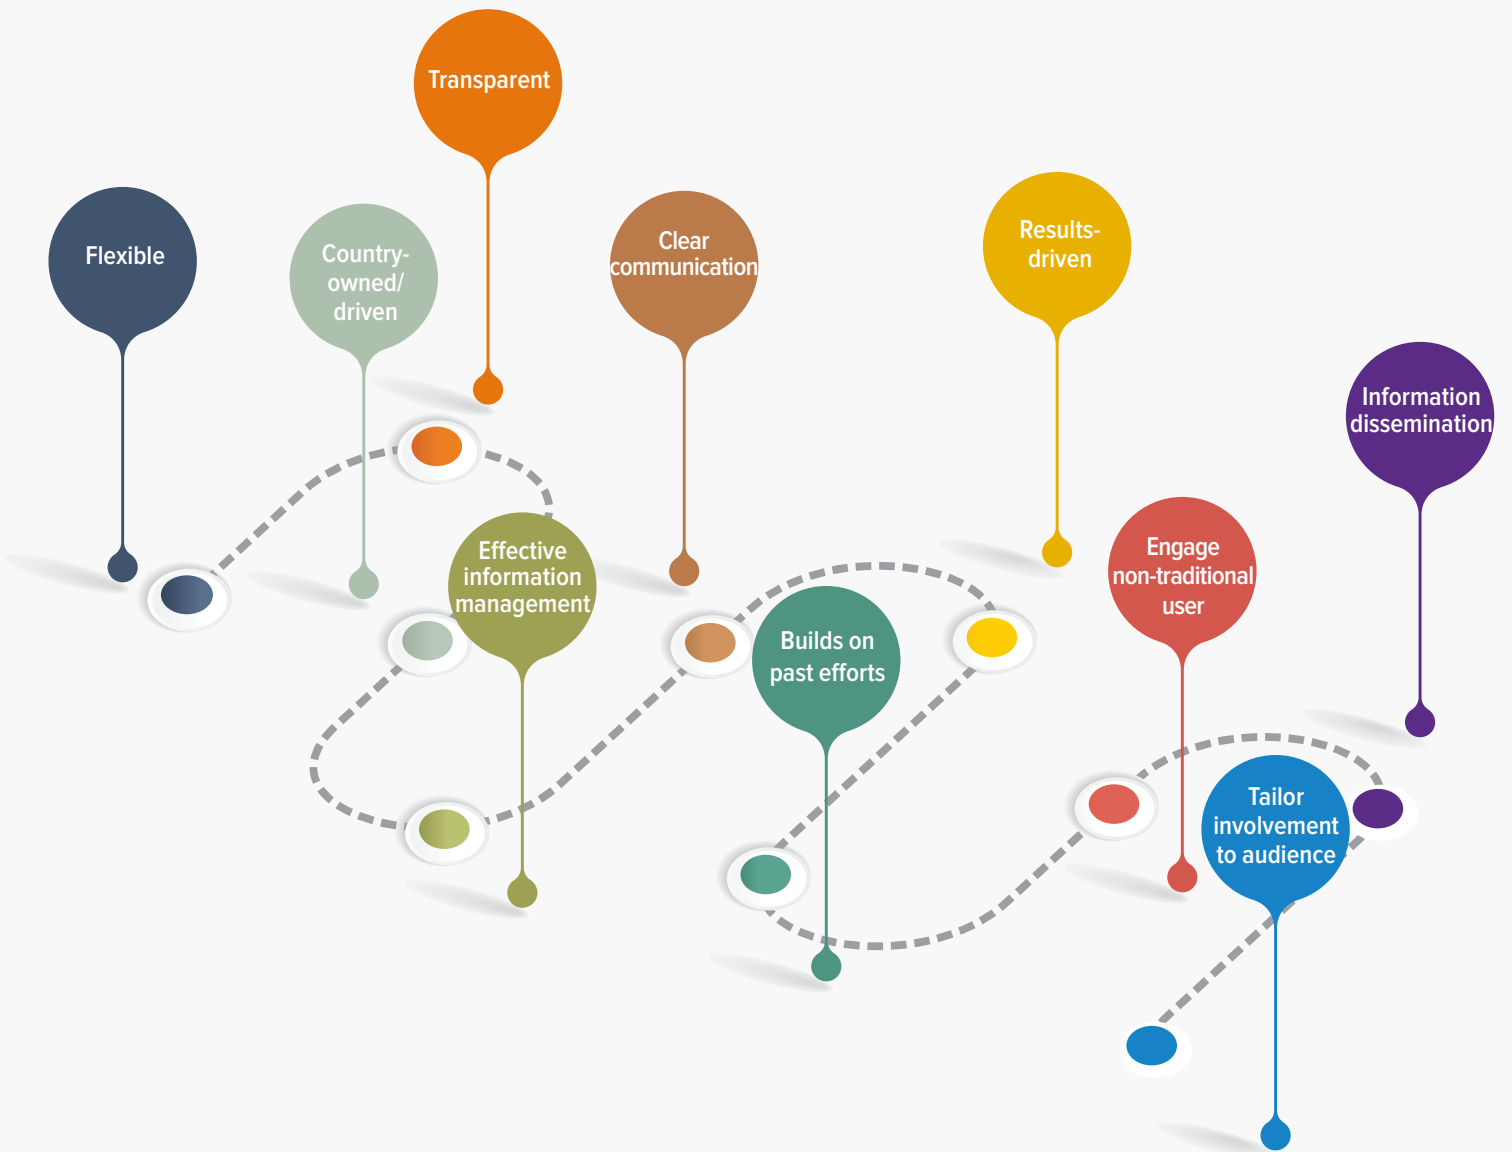 Transparent
Flexible
Country-
owned/
driven
Clear
communication
Results-
driven
Information
dissemination
Effective
information
management
Engage
non-traditional
user
Builds on
past efforts
Tailor
involvement
to audience